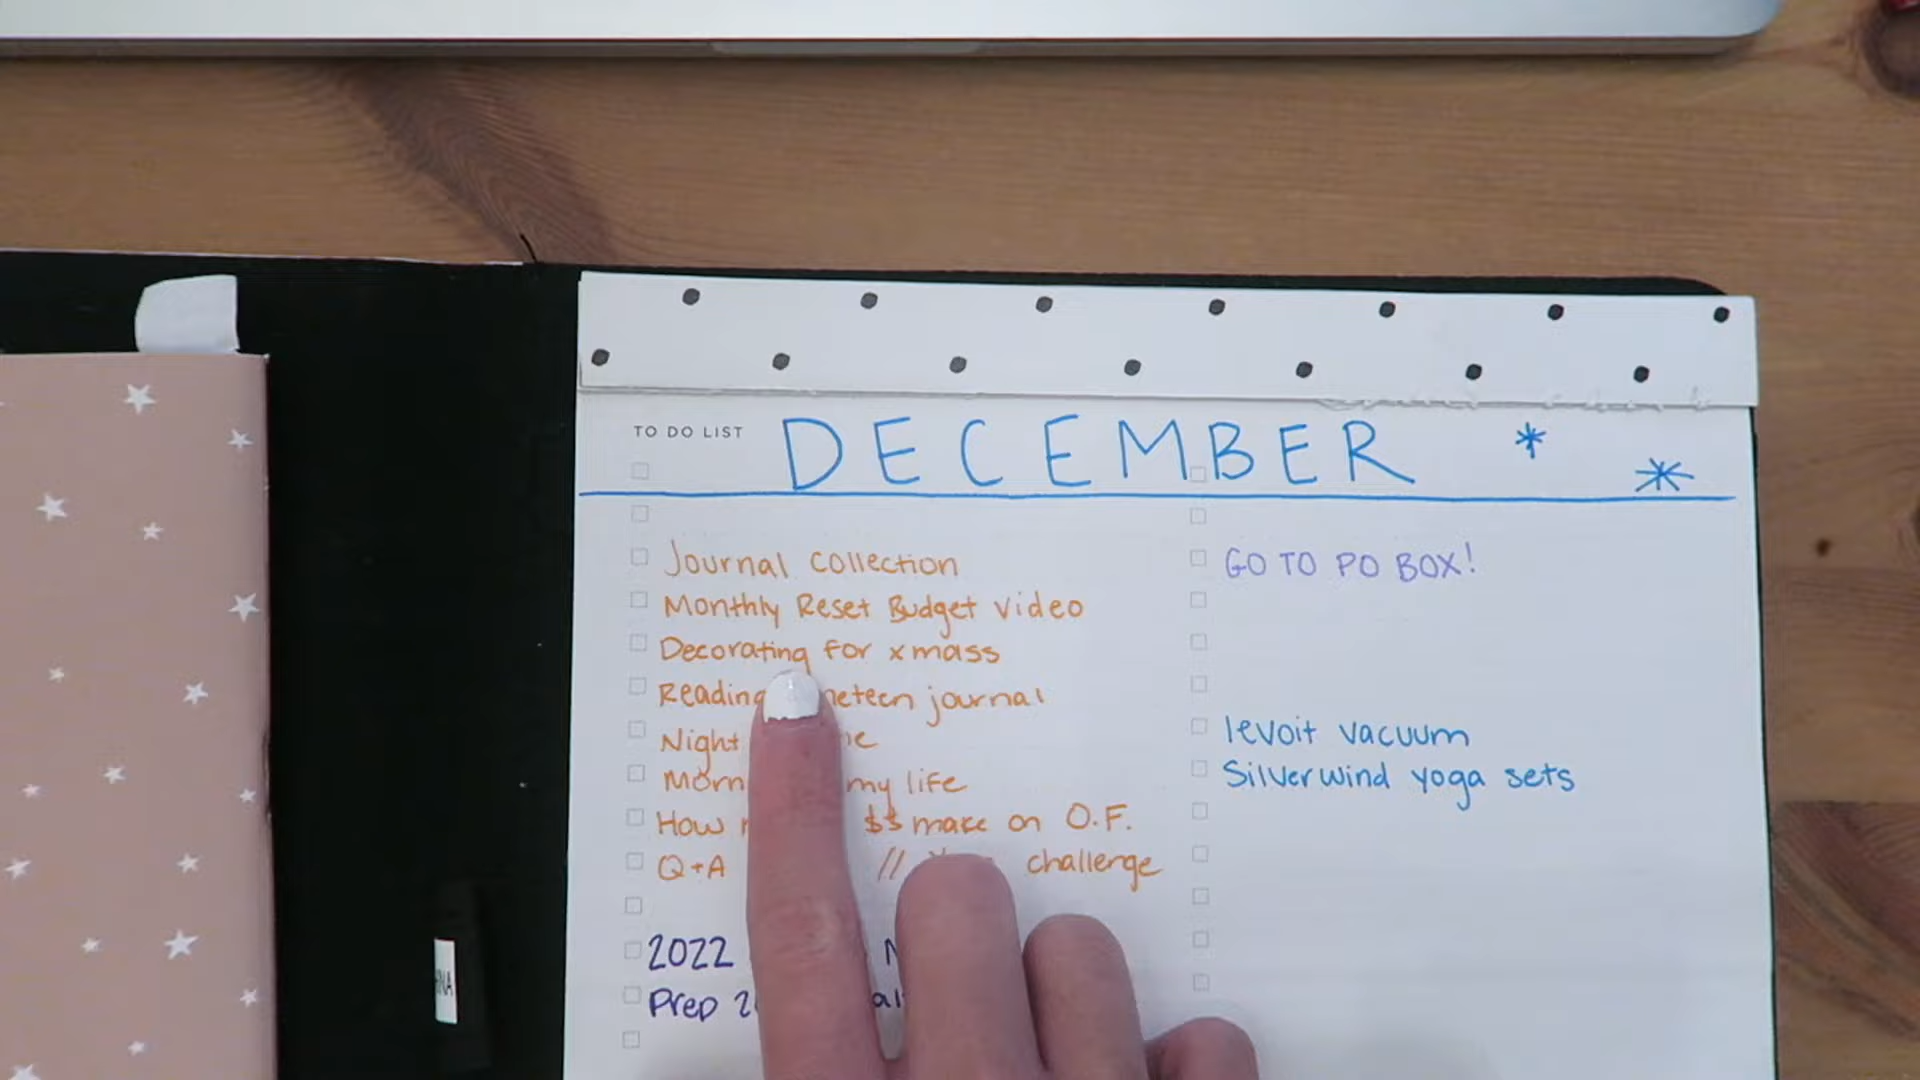 TO DO LIST
DECEMBER
Journal collection
Monthly Reset Budget video
Decorating for xmass
Reading journal
Night
my life
How $$ make on O.F.
Q+A // challenge
2022
Prep
GO TO PO BOX!
levoit vacuum
Silverwind yoga sets